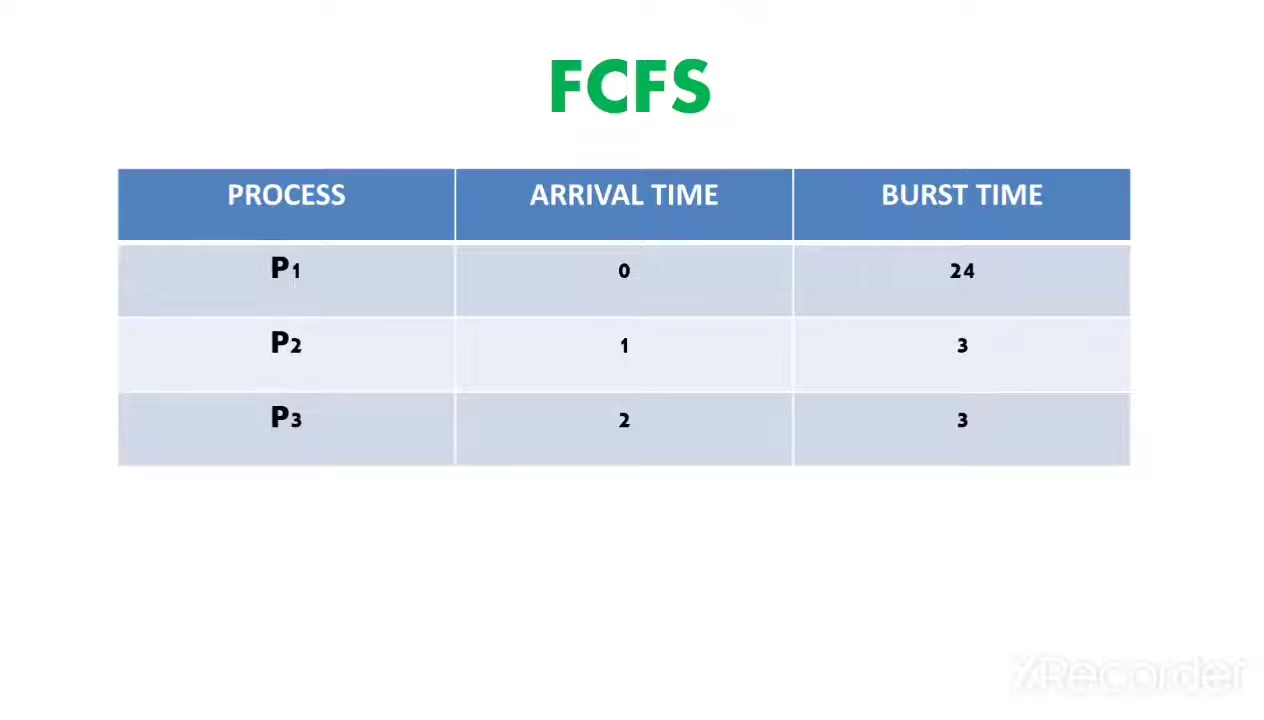 FCFS
PROCESS ARRIVAL TIME BURST TIME
P1 0 24
P2 1 3
P3 2 3
XRecorder